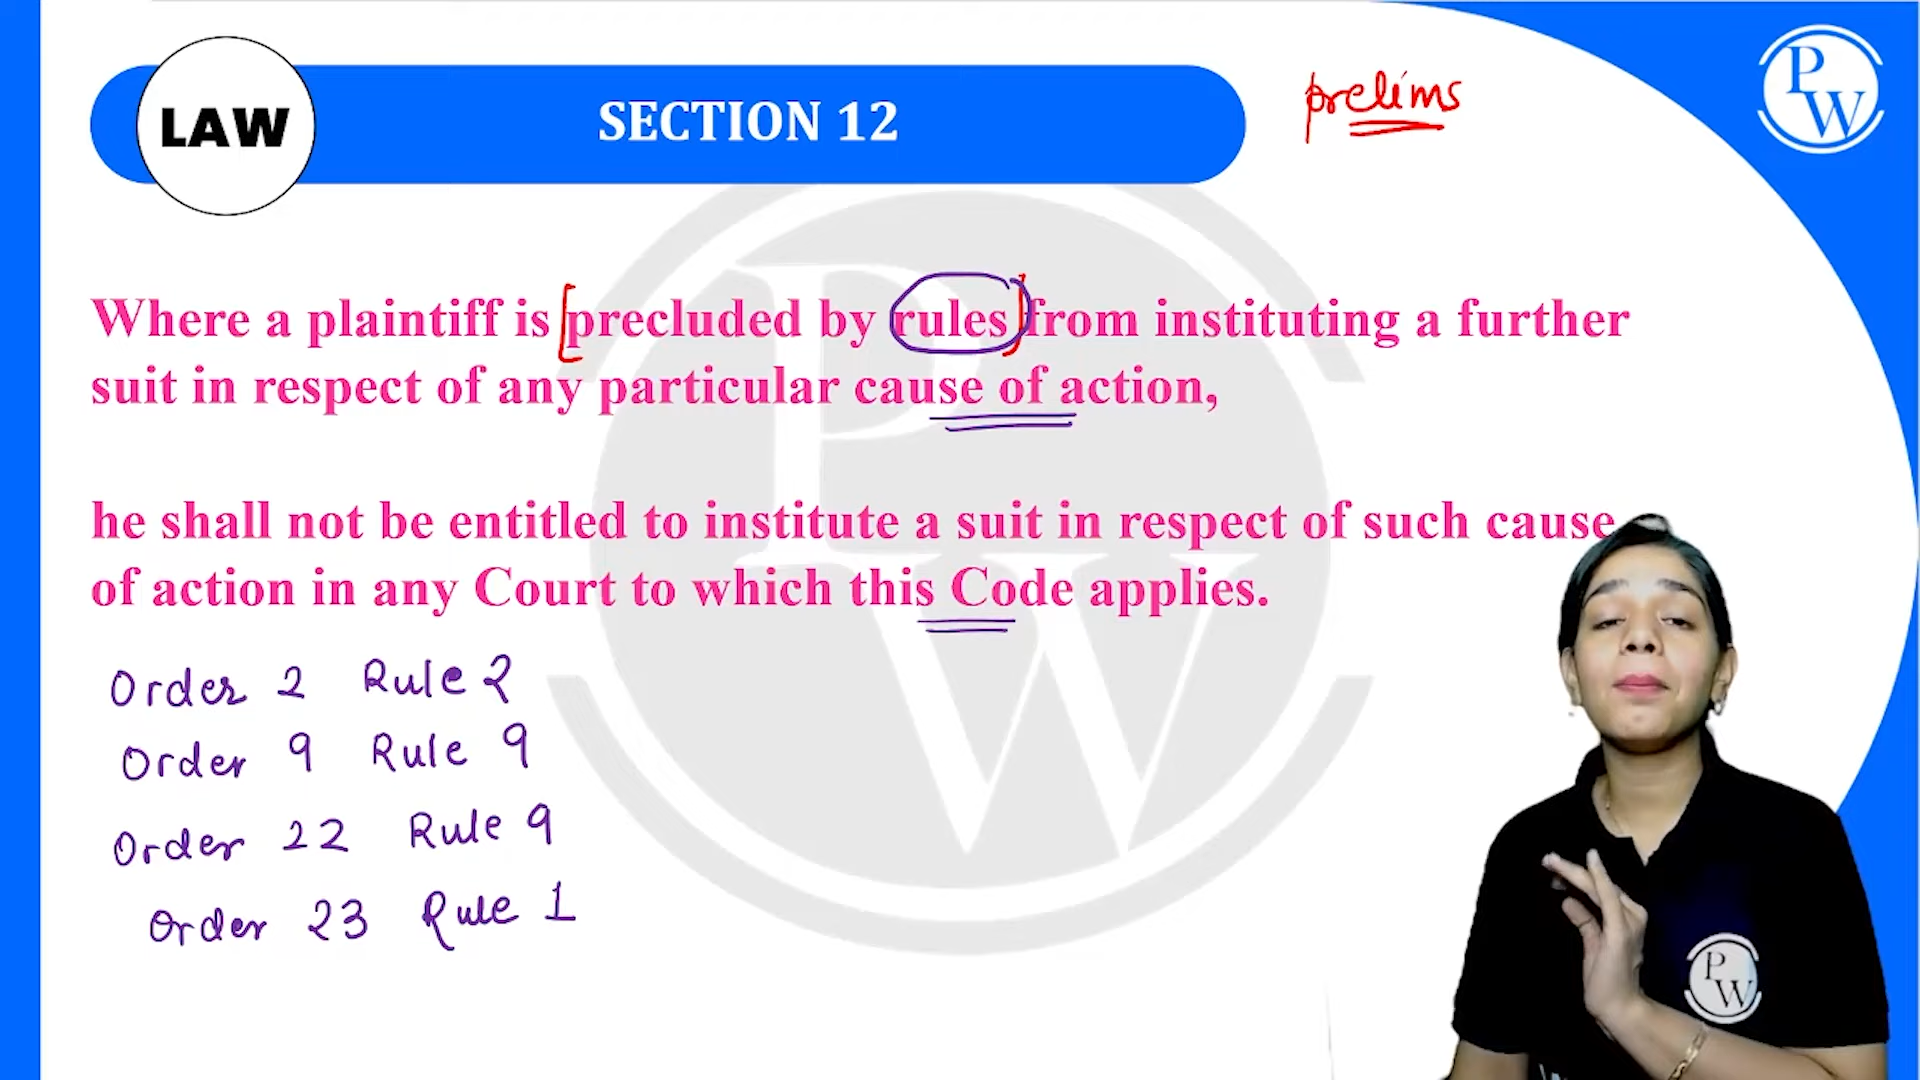 LAW
SECTION 12
prelims
PW
Where a plaintiff is [precluded by rules] from instituting a further
suit in respect of any particular cause of action,
he shall not be entitled to institute a suit in respect of such cause
of action in any Court to which this Code applies.
Order 2 Rule 2
Order 9 Rule 9
Order 22 Rule 9
Order 23 Rule 1
PW
PW